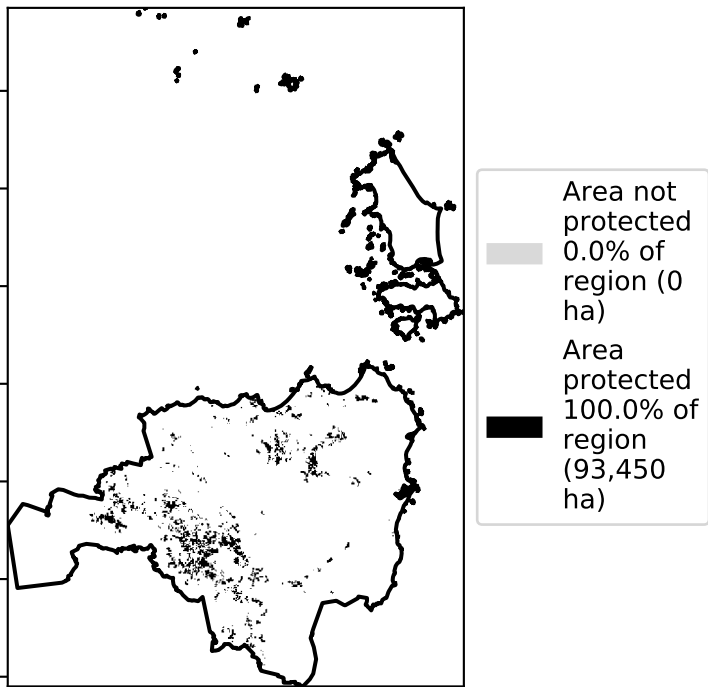 Area not
protected
0.0% of
region (0
ha)
Area
protected
100.0% of
region
(93,450
ha)